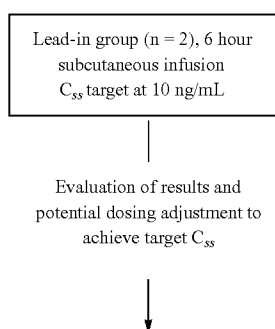 Lead-in group (n = 2), 6 hour
subcutaneous infusion
Css target at 10 ng/mL
Evaluation of results and
potential dosing adjustment to
achieve target Css